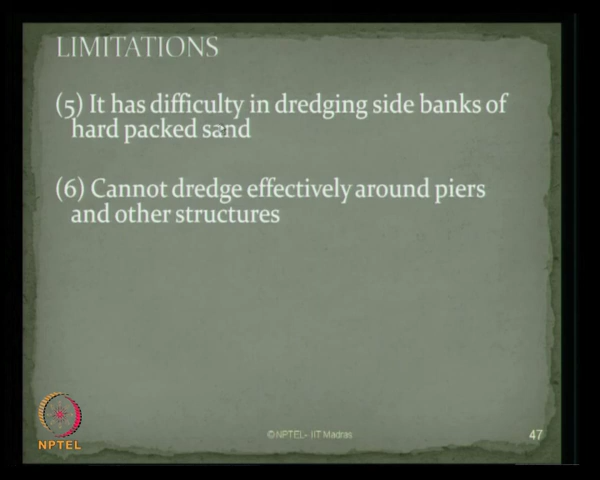 LIMITATIONS
(5) It has difficulty in dredging side banks of
hard packed sand
(6) Cannot dredge effectively around piers
and other structures
NPTEL
©NPTEL- IIT Madras
47